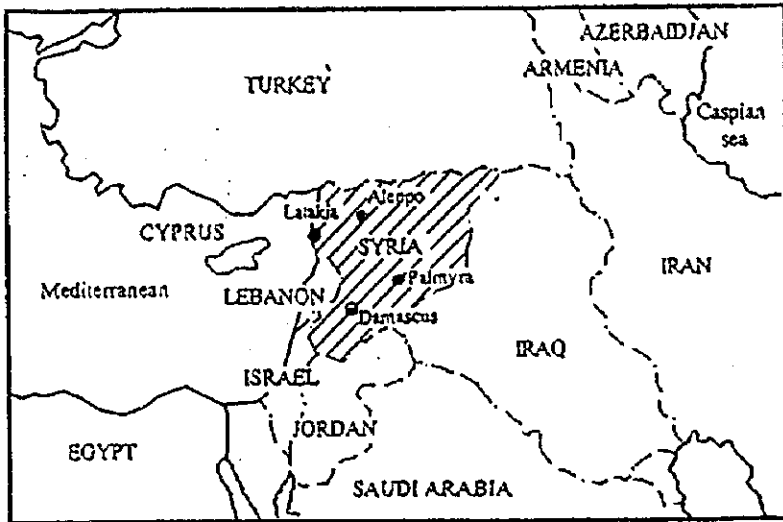 AZERBAIDJAN
ARMENIA
TURKEY
Caspian
sea
Aleppo
Latakia
CYPRUS
SYRIA
IRAN
Mediterranean
LEBANON
Palmyra
Damascus
IRAQ
ISRAEL
JORDAN
EGYPT
SAUDI ARABIA